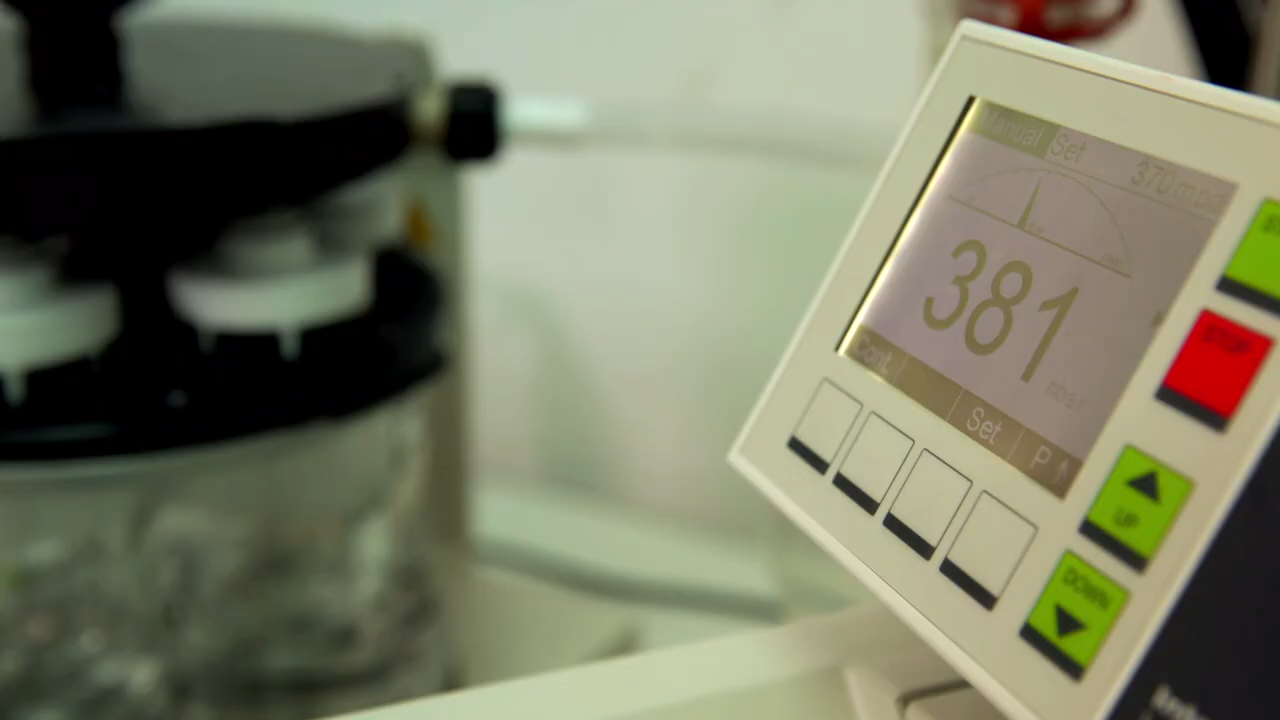 Manual Set
370 mbar
381
mbar
Cont. Set P
STOP
UP
DOWN